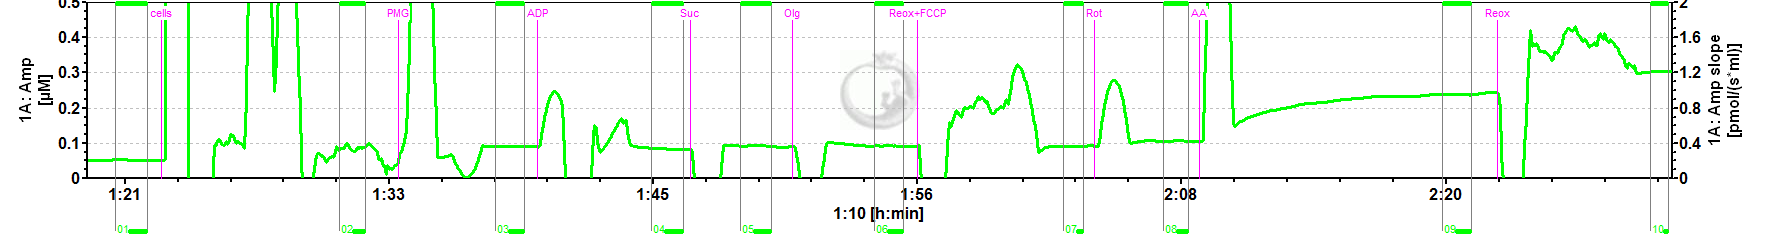 0.5 2
cells PMG ADP Suc Olg Reox+FCCP Rot AA Reox
0.4 1.6
0.3 1.2
0.2 0.8
0.1 0.4
0 0
1A: Amp
[µM]
1A: Amp slope
[pmol/(s*ml)]
1:21 1:33 1:45 1:56 2:08 2:20
1:10 [h:min]
01 02 03 04 05 06 07 08 09 10